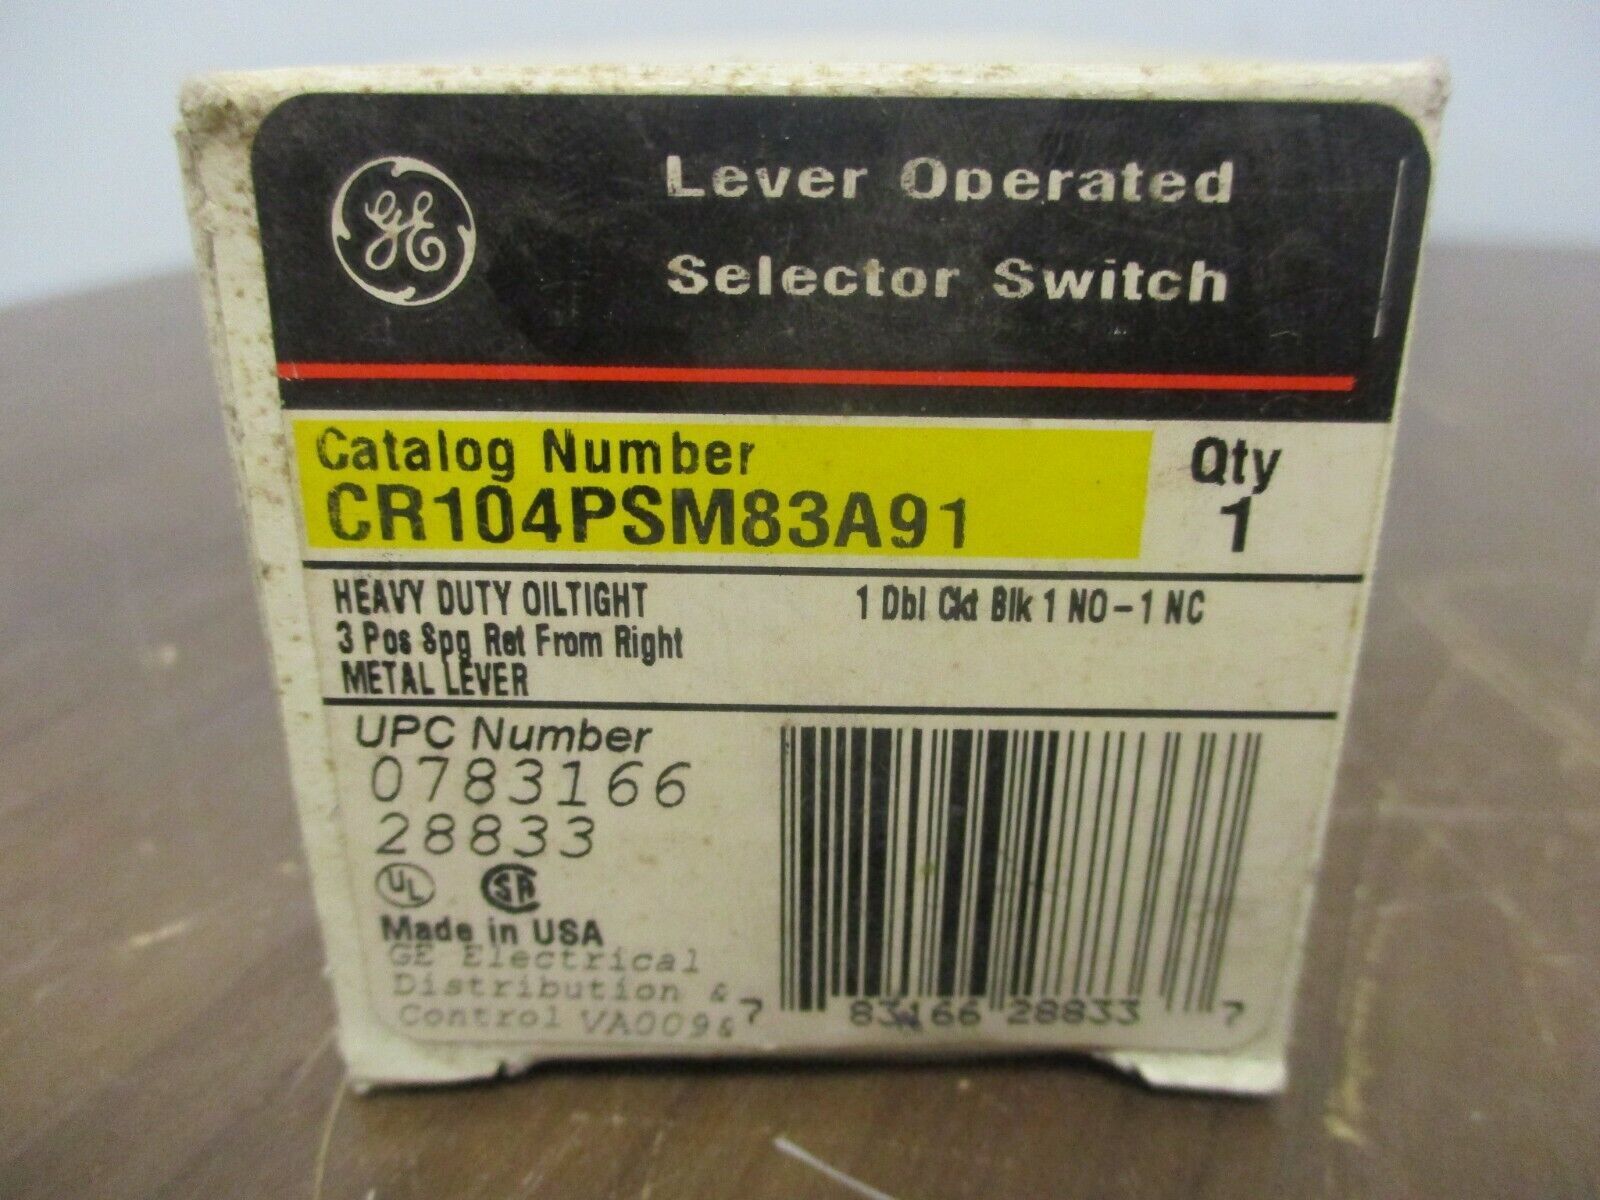 GE
Lever Operated
Selector Switch
Catalog Number
CR104PSM83A91
Qty
1
HEAVY DUTY OILTIGHT
3 Pos Spg Ret From Right
METAL LEVER
1 Dbl Ckt Blk 1 NO-1 NC
UPC Number
0783166
28833
UL
SA
Made in USA
GE Electrical
Distribution &
Control VA009&
7 83166 28833 7